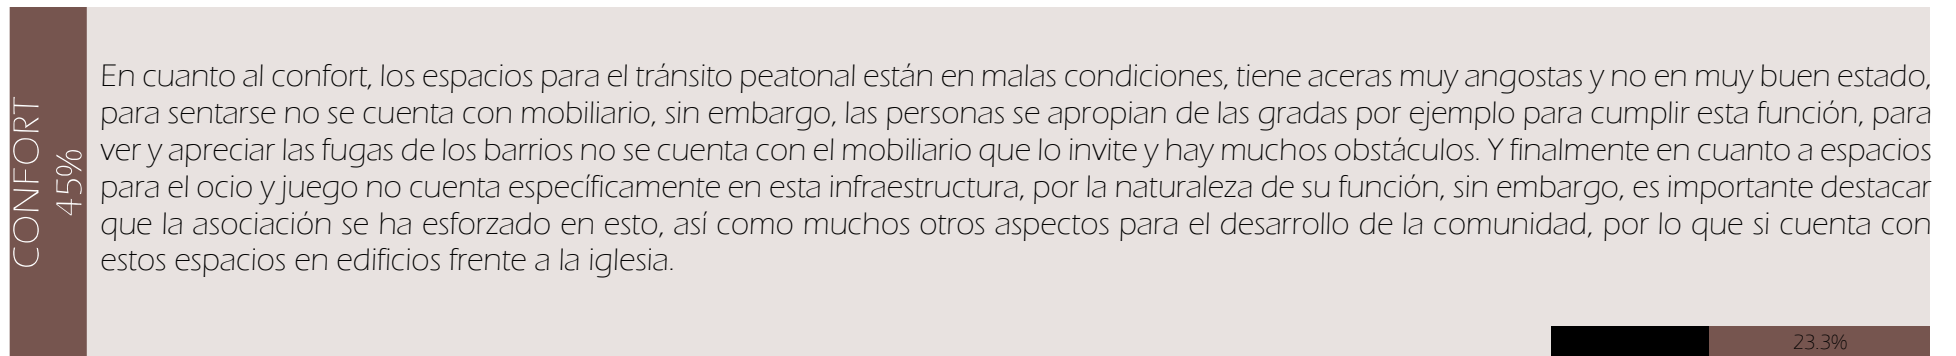 CONFORT
45%
En cuanto al confort, los espacios para el tránsito peatonal están en malas condiciones, tiene aceras muy angostas y no en muy buen estado,
para sentarse no se cuenta con mobiliario, sin embargo, las personas se apropian de las gradas por ejemplo para cumplir esta función, para
ver y apreciar las fugas de los barrios no se cuenta con el mobiliario que lo invite y hay muchos obstáculos. Y finalmente en cuanto a espacios
para el ocio y juego no cuenta específicamente en esta infraestructura, por la naturaleza de su función, sin embargo, es importante destacar
que la asociación se ha esforzado en esto, así como muchos otros aspectos para el desarrollo de la comunidad, por lo que si cuenta con
estos espacios en edificios frente a la iglesia.
23.3%